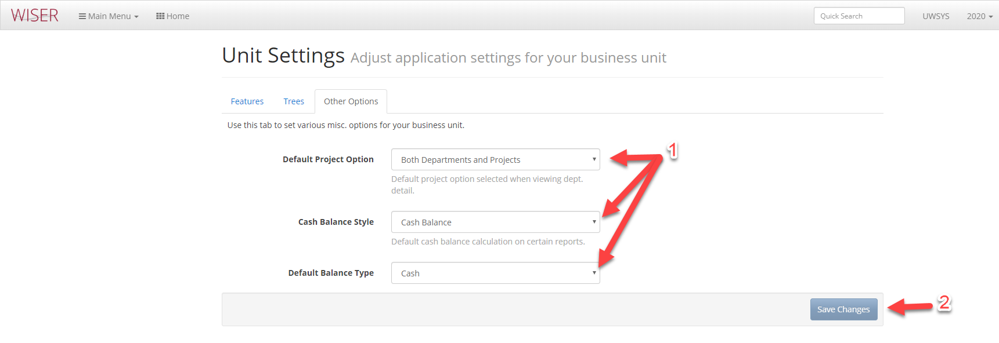 WISER Main Menu Home Quick Search UWSYS 2020
Unit Settings Adjust application settings for your business unit
Features Trees Other Options
Use this tab to set various misc. options for your business unit.
1
Default Project Option Both Departments and Projects
Default project option selected when viewing dept.
detail.
Cash Balance Style Cash Balance
Default cash balance calculation on certain reports.
Default Balance Type Cash
Save Changes 2